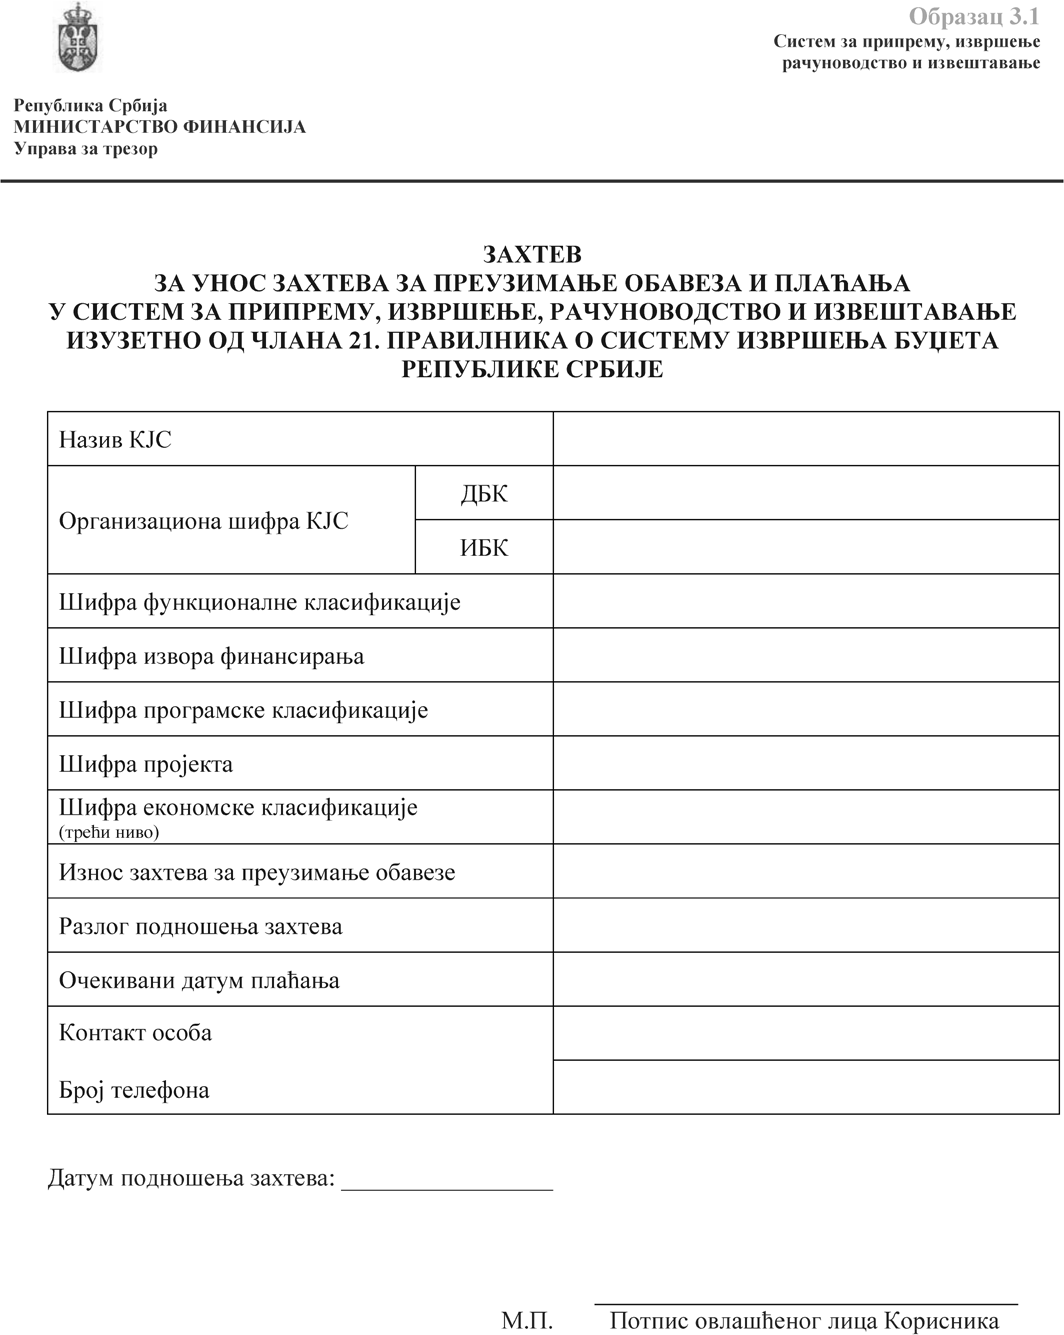 Образац 3.1
Систем за припрему, извршење
рачуноводство и извештавање
Република Србија
МИНИСТАРСТВО ФИНАНСИЈА
Управа за трезор
ЗАХТЕВ
ЗА УНОС ЗАХТЕВА ЗА ПРЕУЗИМАЊЕ ОБАВЕЗА И ПЛАЋАЊА
У СИСТЕМ ЗА ПРИПРЕМУ, ИЗВРШЕЊЕ, РАЧУНОВОДСТВО И ИЗВЕШТАВАЊЕ
ИЗУЗЕТНО ОД ЧЛАНА 21. ПРАВИЛНИКА О СИСТЕМУ ИЗВРШЕЊА БУЏЕТА
РЕПУБЛИКЕ СРБИЈЕ
Назив КЈС
Организациона шифра КЈС
ДБК
ИБК
Шифра функционалне класификације
Шифра извора финансирања
Шифра програмске класификације
Шифра пројекта
Шифра економске класификације
(трећи ниво)
Износ захтева за преузимање обавезе
Разлог подношења захтева
Очекивани датум плаћања
Контакт особа
Број телефона
Датум подношења захтева: _________________
М.П. Потпис овлашћеног лица Корисника